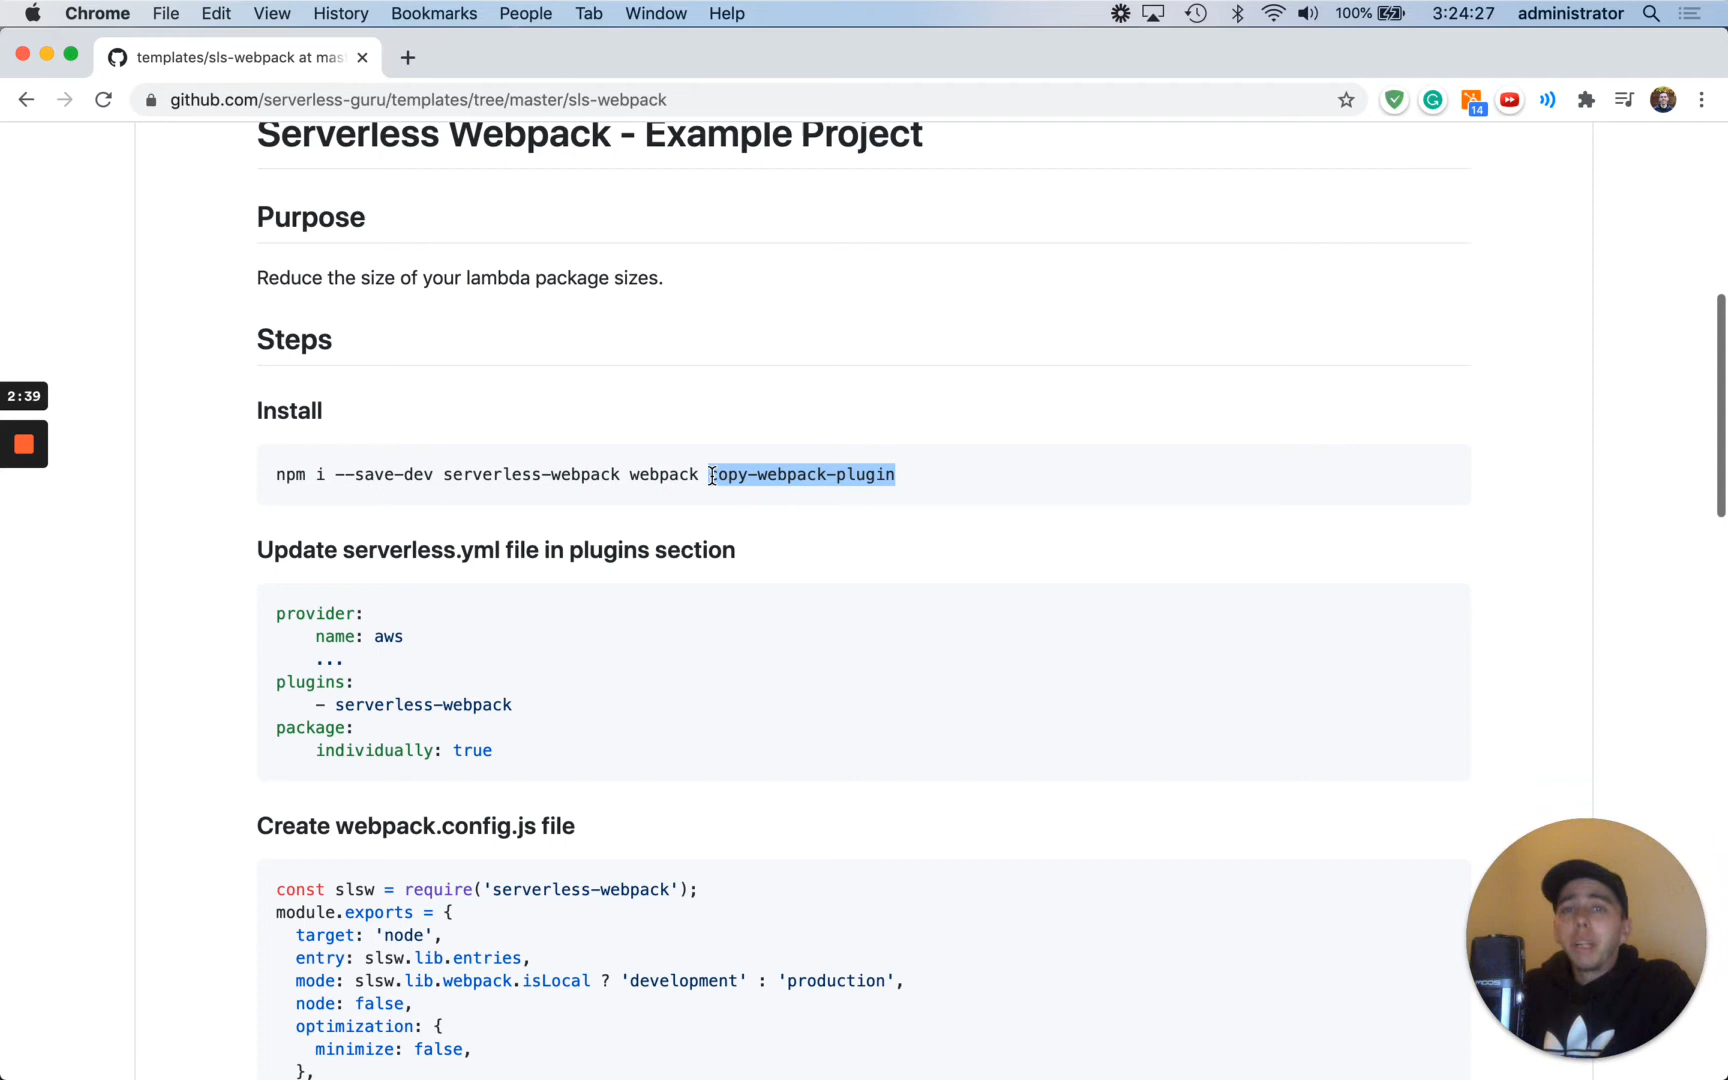 Chrome File Edit View History Bookmarks People Tab Window Help 100% 3:24:27 administrator
templates/sls-webpack at mas
github.com/serverless-guru/templates/tree/master/sls-webpack 14
Serverless Webpack - Example Project
Purpose
Reduce the size of your lambda package sizes.
Steps
2:39
Install
npm i --save-dev serverless-webpack webpack copy-webpack-plugin
Update serverless.yml file in plugins section
provider:
name: aws
...
plugins:
- serverless-webpack
package:
individually: true
Create webpack.config.js file
const slsw = require('serverless-webpack');
module.exports = {
target: 'node',
entry: slsw.lib.entries,
mode: slsw.lib.webpack.isLocal ? 'development' : 'production',
node: false,
optimization: {
minimize: false,
},